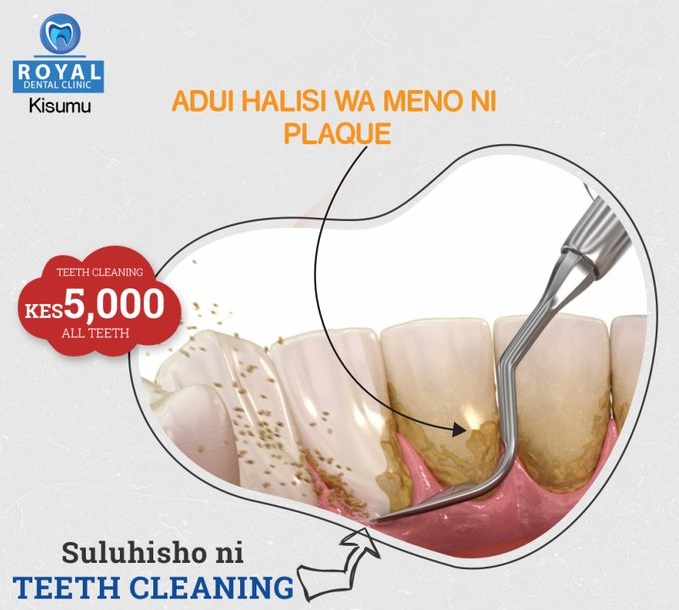 ROYAL
DENTAL CLINIC
Kisumu
ADUI HALISI WA MENO NI
PLAQUE
TEETH CLEANING
KES5,000
ALL TEETH
Suluhisho ni
TEETH CLEANING